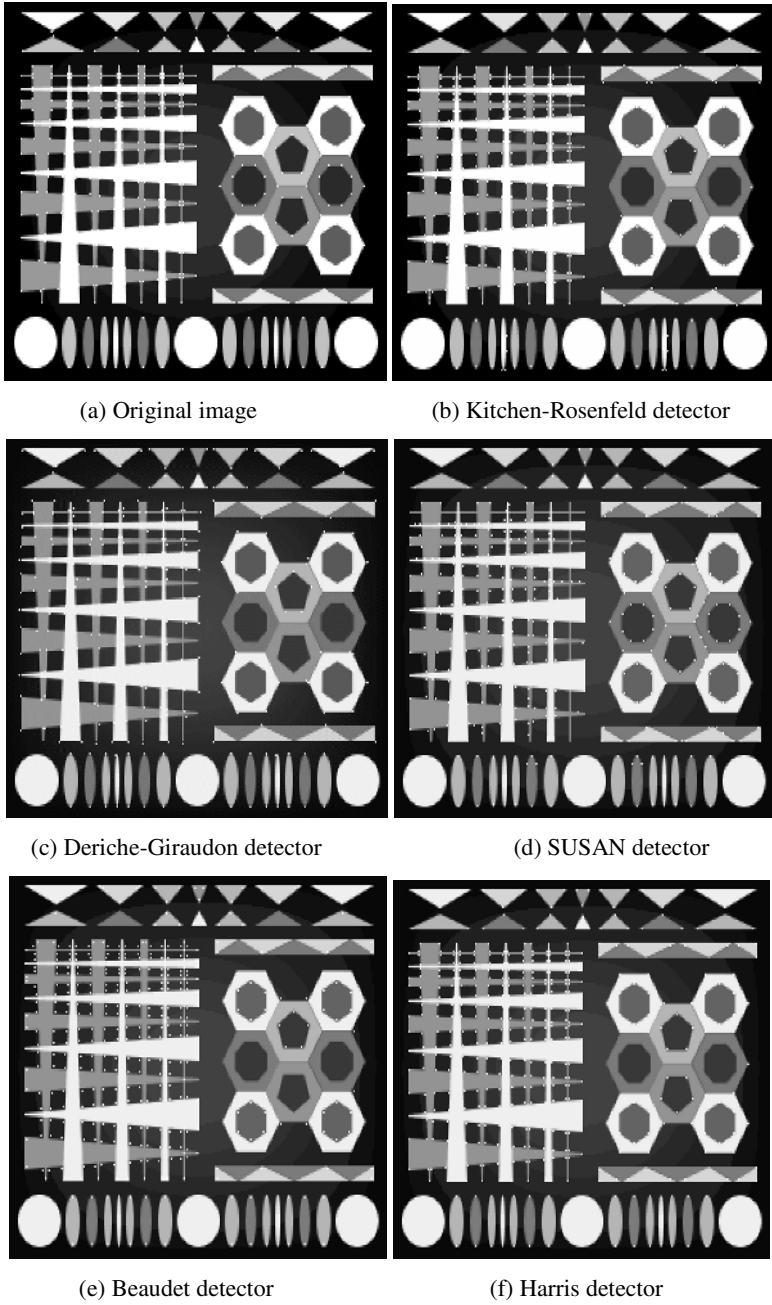 (a) Original image
(b) Kitchen-Rosenfeld detector
(c) Deriche-Giraudon detector
(d) SUSAN detector
(e) Beaudet detector
(f) Harris detector